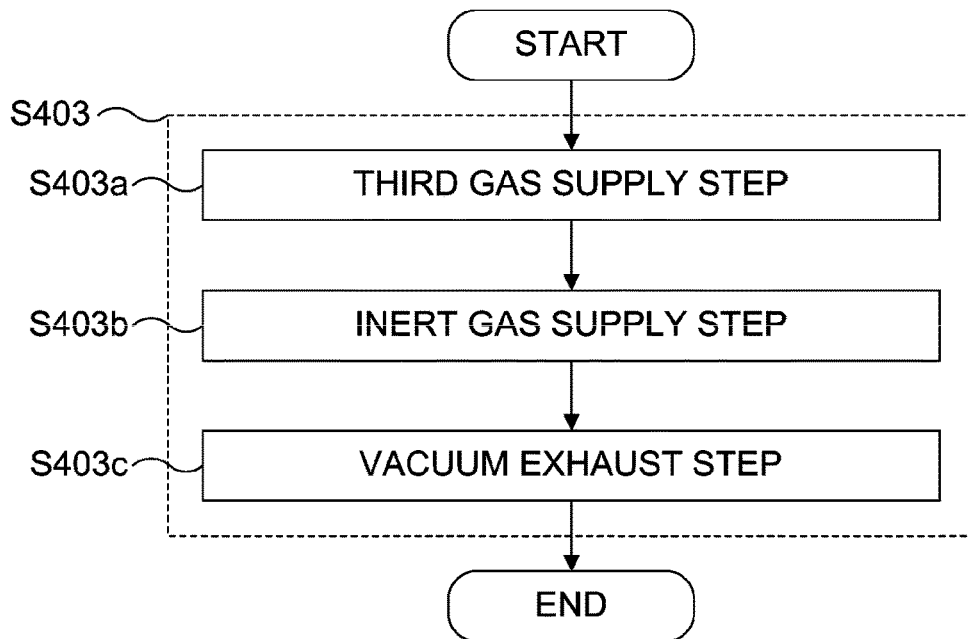 START
S403
S403a
THIRD GAS SUPPLY STEP
S403b
INERT GAS SUPPLY STEP
S403c
VACUUM EXHAUST STEP
END